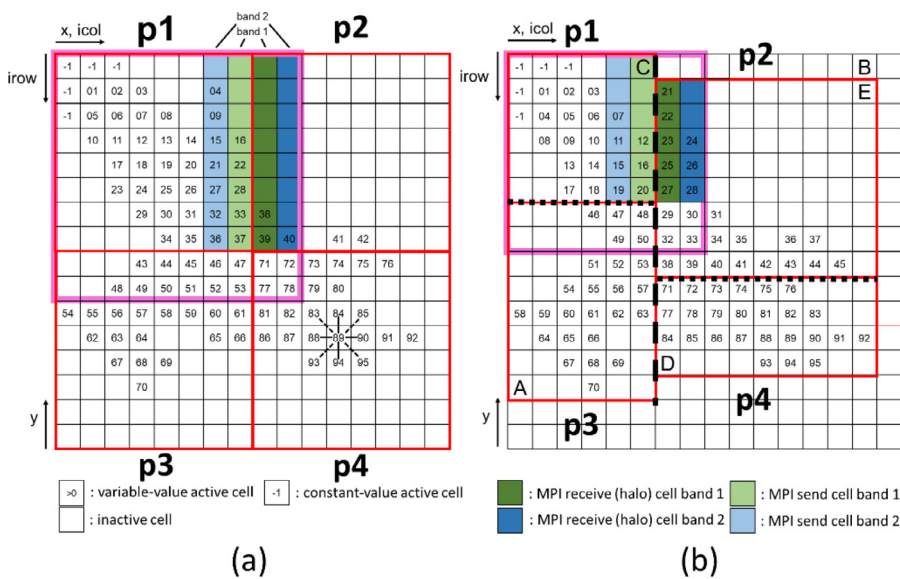 (a)
band 2
band 1
x, icol
p1
p2
irow
-1 -1 -1
-1 01 02 03 04
-1 05 06 07 08 09
10 11 12 13 14 15 16
17 18 19 20 21 22
23 24 25 26 27 28
29 30 31 32 33 38
34 35 36 37 39 40 41 42
43 44 45 46 47 71 72 73 74 75 76
48 49 50 51 52 53 77 78 79 80
54 55 56 57 58 59 60 61 81 82 83 84 85
62 63 64 65 66 86 87 88 89 90 91 92
67 68 69 93 94 95
70
y
p3
p4
>0 : variable-value active cell
-1 : constant-value active cell
: inactive cell
(a)
(b)
x, icol
p1
p2
irow
-1 -1 -1 C B
-1 01 02 03 21 E
-1 04 05 06 07 22
08 09 10 11 12 23 24
13 14 15 16 25 26
17 18 19 20 27 28
46 47 48 29 30 31
49 50 32 33 34 35 36 37
51 52 53 38 39 40 41 42 43 44 45
54 55 56 57 71 72 73 74 75 76
58 59 60 61 62 63 77 78 79 80 81 82 83
64 65 66 84 85 86 87 88 89 90 91 92
67 68 69 D 93 94 95
A 70
y
p3
p4
: MPI receive (halo) cell band 1
: MPI send cell band 1
: MPI receive (halo) cell band 2
: MPI send cell band 2
(b)